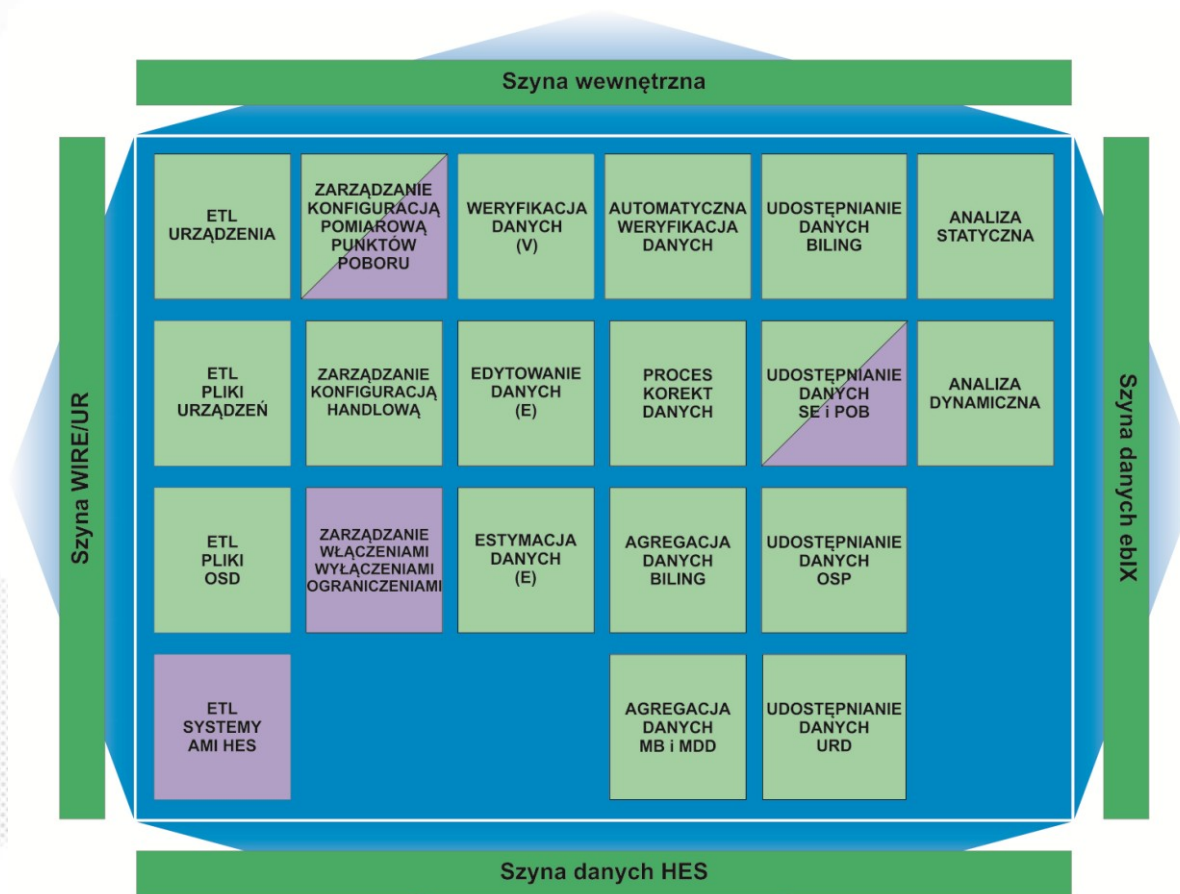 Szyna wewnętrzna
Szyna WIRE/UR
ETL
URZĄDZENIA
ZARZĄDZANIE
KONFIGURACJĄ
POMIAROWĄ
PUNKTÓW
POBORU
WERYFIKACJA
DANYCH
(V)
AUTOMATYCZNA
WERYFIKACJA
DANYCH
UDOSTĘPNIANIE
DANYCH
BILING
ANALIZA
STATYCZNA
ETL
PLIKI
URZĄDZEŃ
ZARZĄDZANIE
KONFIGURACJĄ
HANDLOWĄ
EDYTOWANIE
DANYCH
(E)
PROCES
KOREKT
DANYCH
UDOSTĘPNIANIE
DANYCH
SE i POB
ANALIZA
DYNAMICZNA
ETL
PLIKI
OSD
ZARZĄDZANIE
WŁĄCZENIAMI
WYŁĄCZENIAMI
OGRANICZENIAMI
ESTYMACJA
DANYCH
(E)
AGREGACJA
DANYCH
BILING
UDOSTĘPNIANIE
DANYCH
OSP
ETL
SYSTEMY
AMI HES
AGREGACJA
DANYCH
MB i MDD
UDOSTĘPNIANIE
DANYCH
URD
Szyna danych ebIX
Szyna danych HES